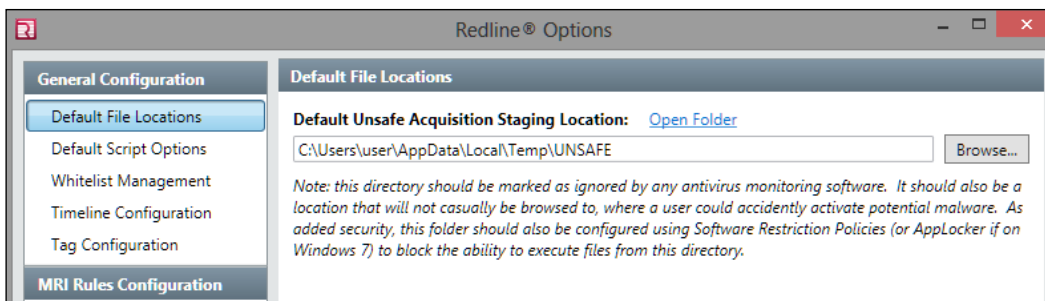 Redline® Options
General Configuration
Default File Locations
Default Script Options
Whitelist Management
Timeline Configuration
Tag Configuration
MRI Rules Configuration
Default File Locations
Default Unsafe Acquisition Staging Location: Open Folder
C:\Users\user\AppData\Local\Temp\UNSAFE Browse...
Note: this directory should be marked as ignored by any antivirus monitoring software. It should also be a
location that will not casually be browsed to, where a user could accidently activate potential malware. As
added security, this folder should also be configured using Software Restriction Policies (or AppLocker if on
Windows 7) to block the ability to execute files from this directory.